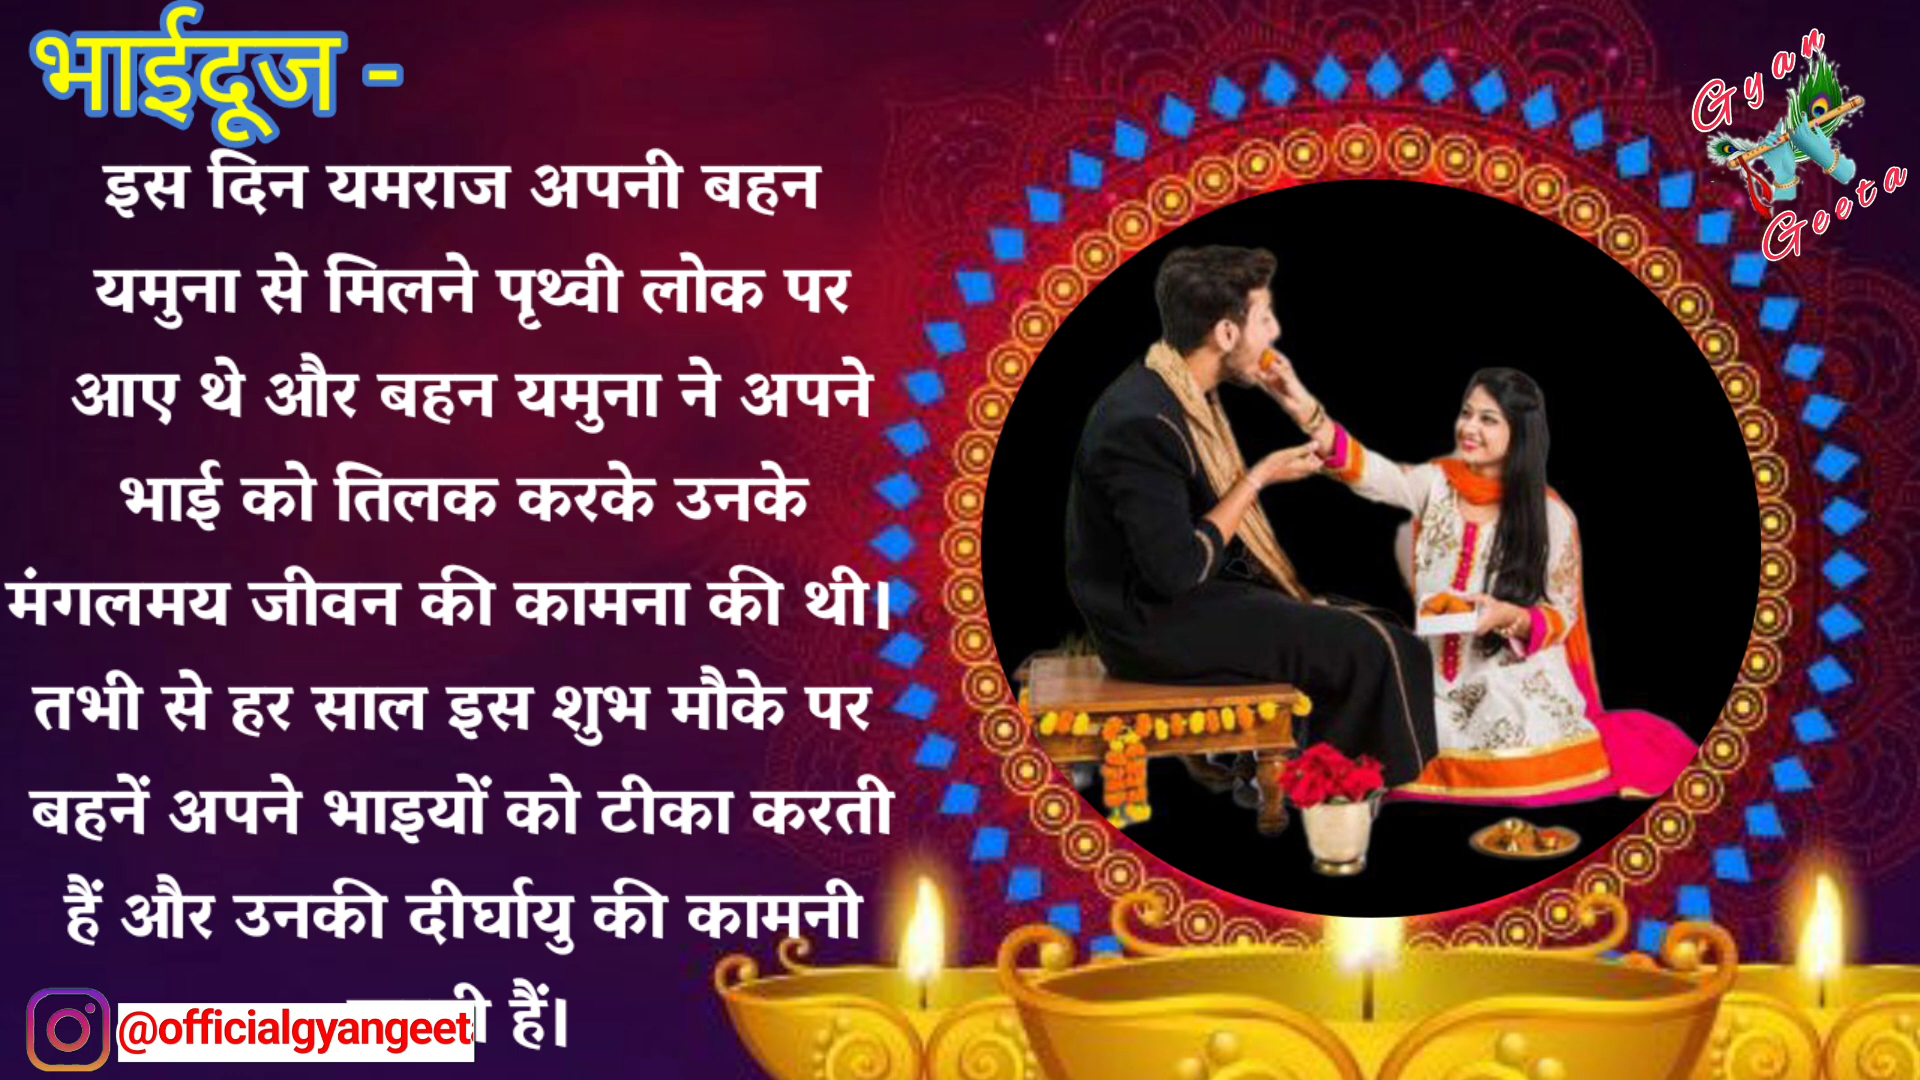 भाईदूज -
इस दिन यमराज अपनी बहन
यमुना से मिलने पृथ्वी लोक पर
आए थे और बहन यमुना ने अपने
भाई को तिलक करके उनके
मंगलमय जीवन की कामना की थी।
तभी से हर साल इस शुभ मौके पर
बहनें अपने भाइयों को टीका करती
हैं और उनकी दीर्घायु की कामनी
हैं।
@officialgyangeeta
Gyan
Geeta